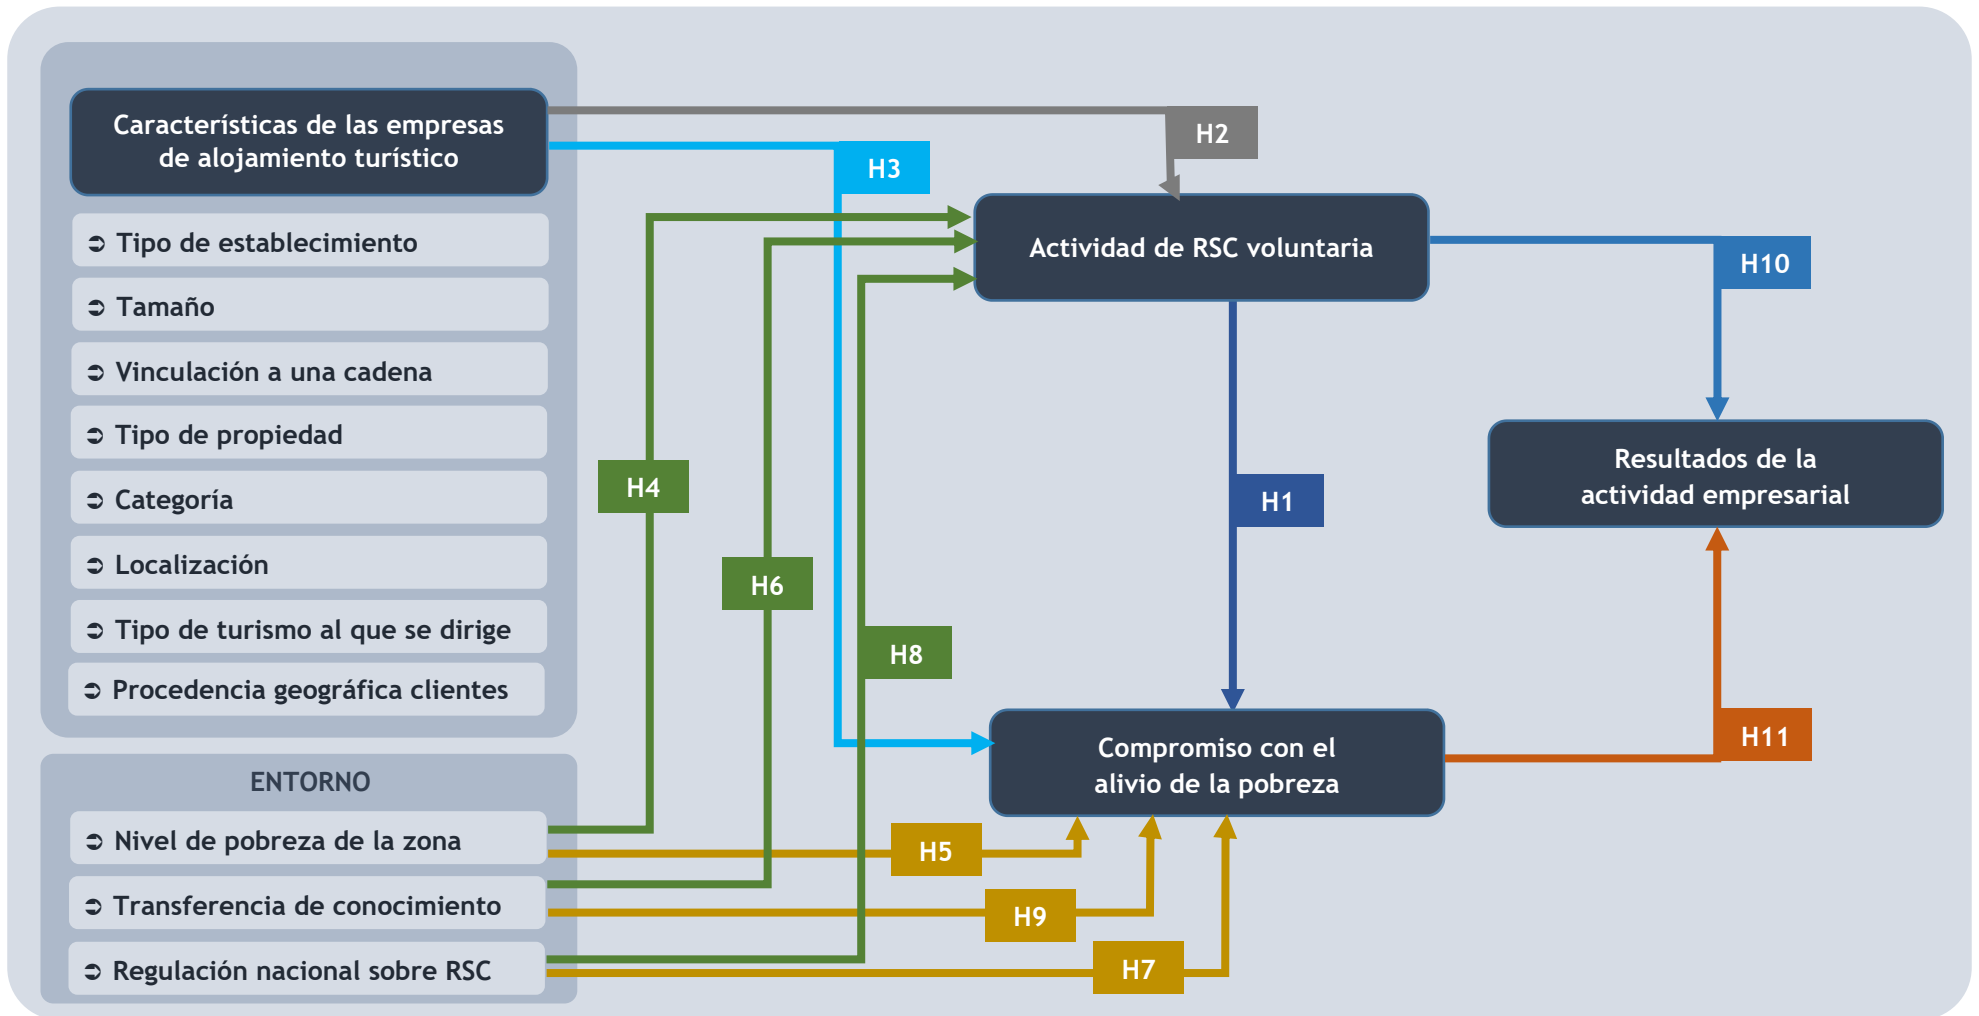 Características de las empresas
de alojamiento turístico
➲ Tipo de establecimiento
➲ Tamaño
➲ Vinculación a una cadena
➲ Tipo de propiedad
➲ Categoría
➲ Localización
➲ Tipo de turismo al que se dirige
➲ Procedencia geográfica clientes
ENTORNO
➲ Nivel de pobreza de la zona
➲ Transferencia de conocimiento
➲ Regulación nacional sobre RSC
H2
H3
H4
H6
H8
H5
H9
H7
Actividad de RSC voluntaria
H1
Compromiso con el
alivio de la pobreza
H10
Resultados de la
actividad empresarial
H11